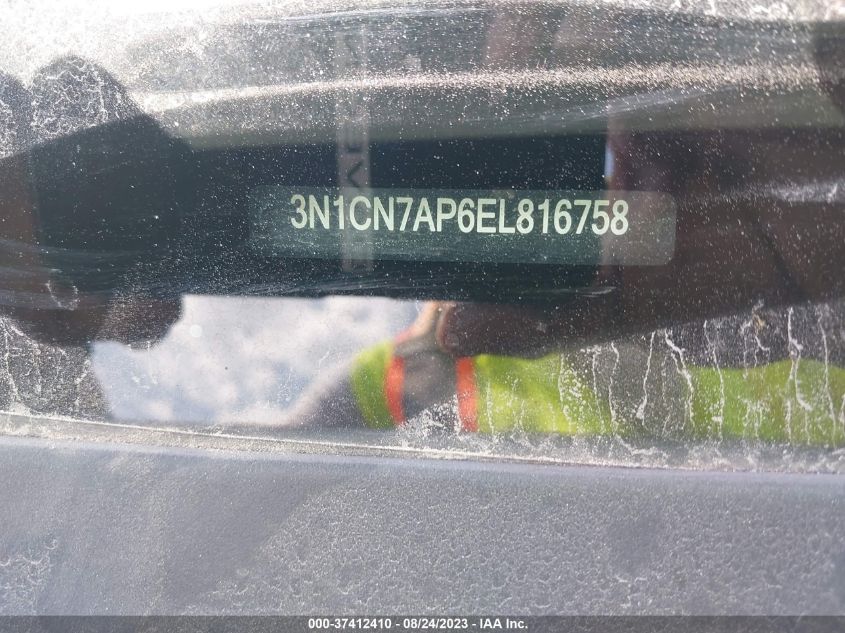 3N1CN7AP6EL816758
000-37412410 - 08/24/2023 - IAA Inc.